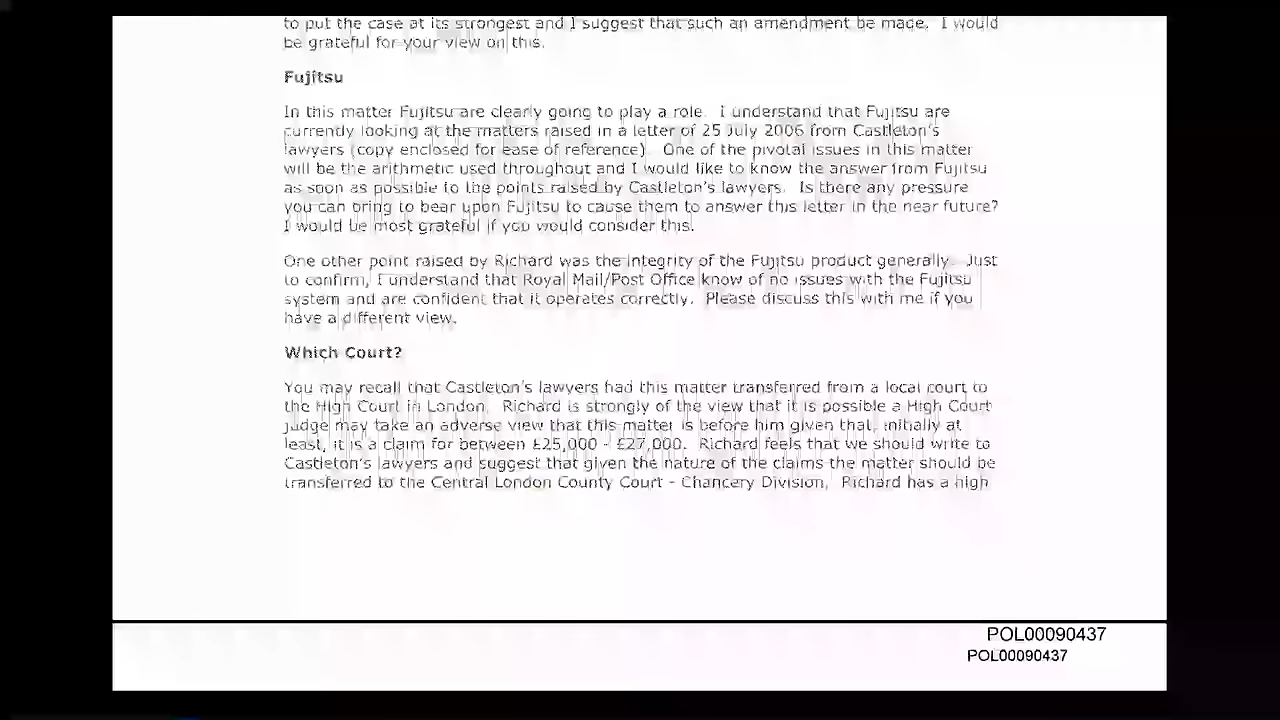 to put the case at its strongest and I suggest that such an amendment be made. I would
be grateful for your view on this.
Fujitsu
In this matter Fujitsu are clearly going to play a role. I understand that Fujitsu are
currently looking at the matters raised in a letter of 25 July 2006 from Castleton's
lawyers (copy enclosed for ease of reference). One of the pivotal issues in this matter
will be the arithmetic used throughout and I would like to know the answer from Fujitsu
as soon as possible to the points raised by Castleton's lawyers. Is there any pressure
you can bring to bear upon Fujitsu to cause them to answer this letter in the near future?
I would be most grateful if you would consider this.
One other point raised by Richard was the integrity of the Fujitsu product generally. Just
to confirm, I understand that Royal Mail/Post Office know of no issues with the Fujitsu
system and are confident that it operates correctly. Please discuss this with me if you
have a different view.
Which Court?
You may recall that Castleton's lawyers had this matter transferred from a local court to
the High Court in London. Richard is strongly of the view that it is possible a High Court
judge may take an adverse view that this matter is before him given that, initially at
least, it is a claim for between £25,000 - £27,000. Richard feels that we should write to
Castleton's lawyers and suggest that given the nature of the claims the matter should be
transferred to the Central London County Court - Chancery Division. Richard has a high
POL00090437
POL00090437